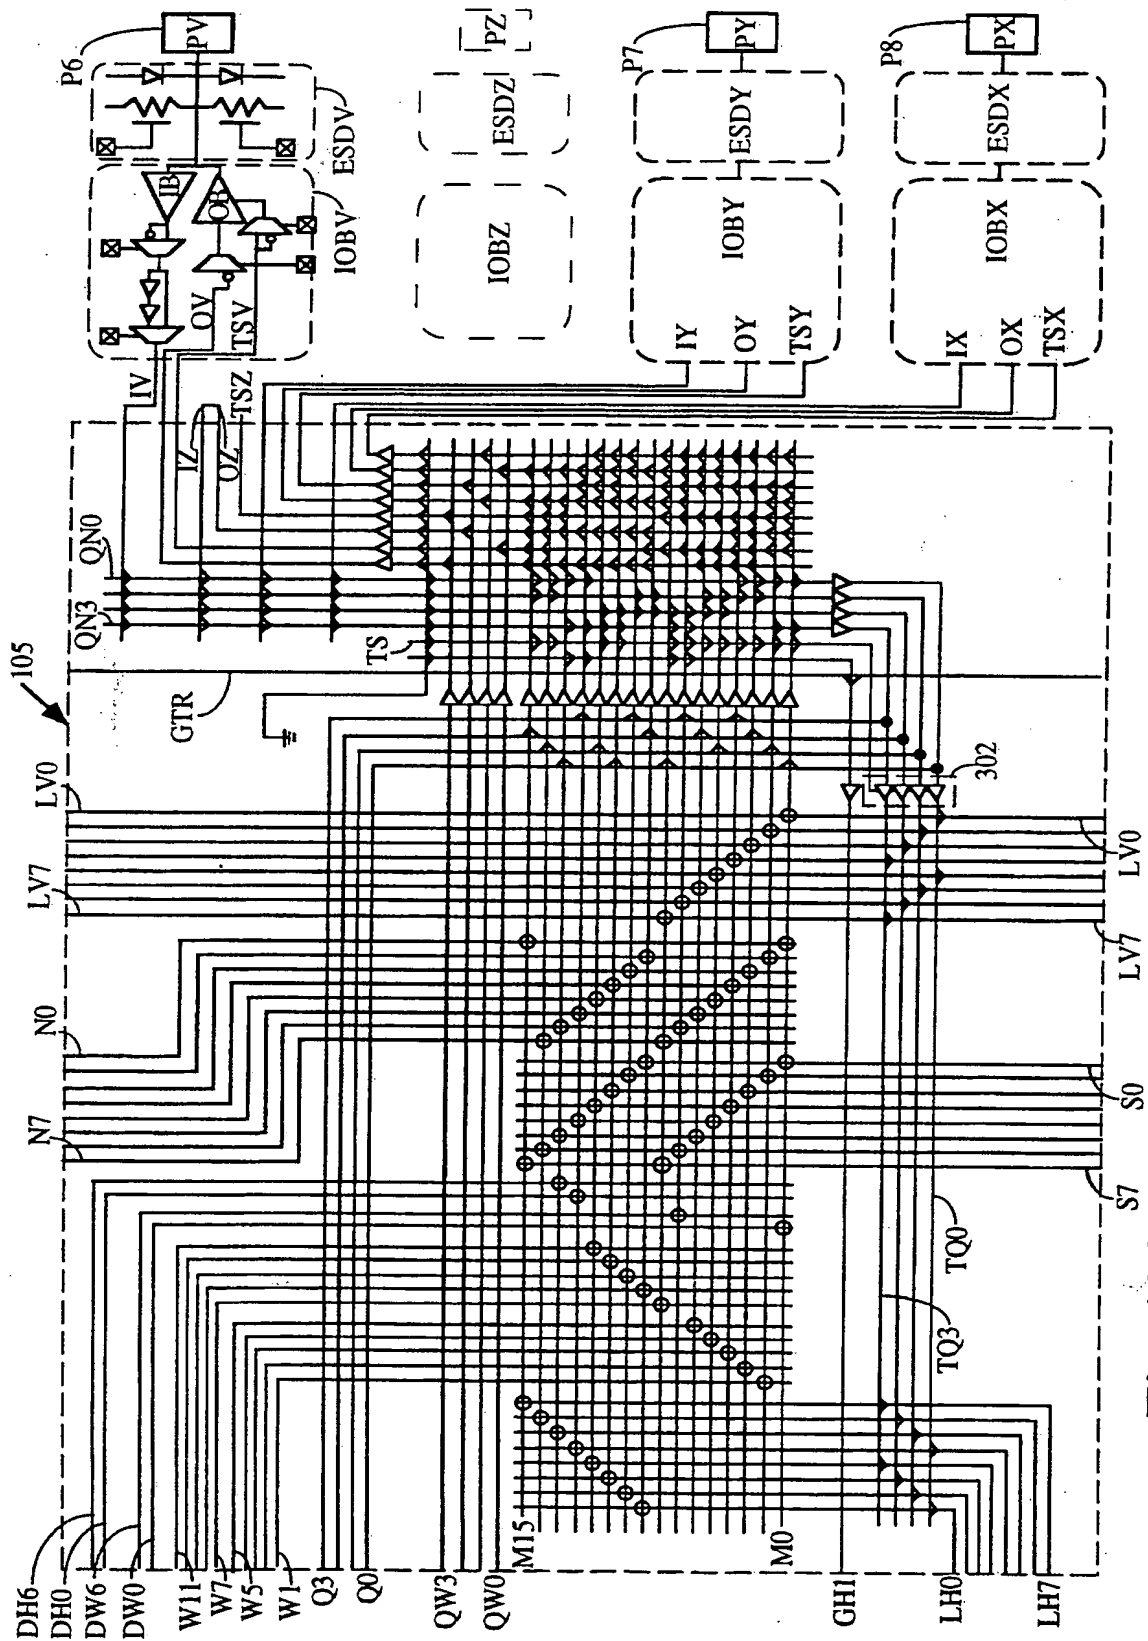 P6
PV
ESDV
IB
OB
IOBV
IV
OV
TSV
PZ
ESDZ
IOBZ
P7
PY
ESDY
IOBY
IY
OY
TSY
P8
PX
ESDX
IOBX
IX
OX
TSX
IZ
OZ
TSZ
QN0
QN3
TS
105
GTR
302
LV0
LV7
LV0
LV7
N0
N7
S0
S7
TQ0
TQ3
DH6
DH0
DW6
DW0
W11
W7
W5
W1
Q3
Q0
QW3
QW0
M15
M0
GH1
LH0
LH7